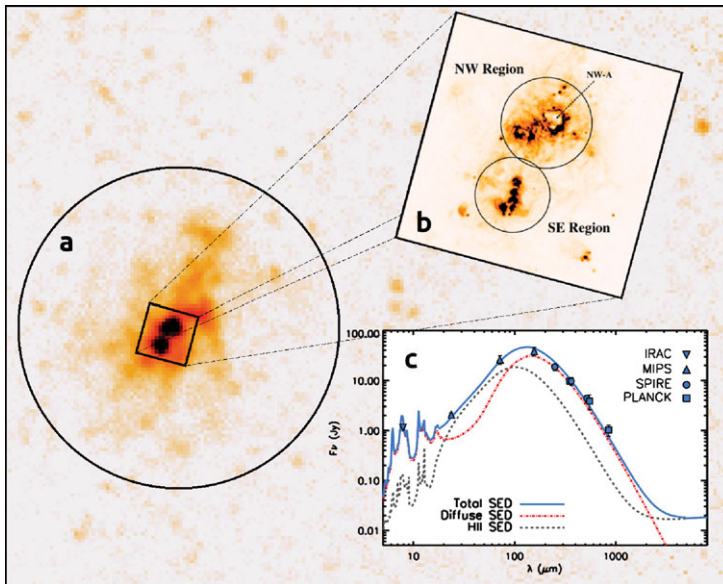 NW Region
NW-A
a
b
SE Region
c
100.00
10.00
1.00
0.10
0.01
Fν (Jy)
IRAC
MIPS
SPIRE
PLANCK
Total SED
Diffuse SED
HII SED
10
100
1000
λ (μm)